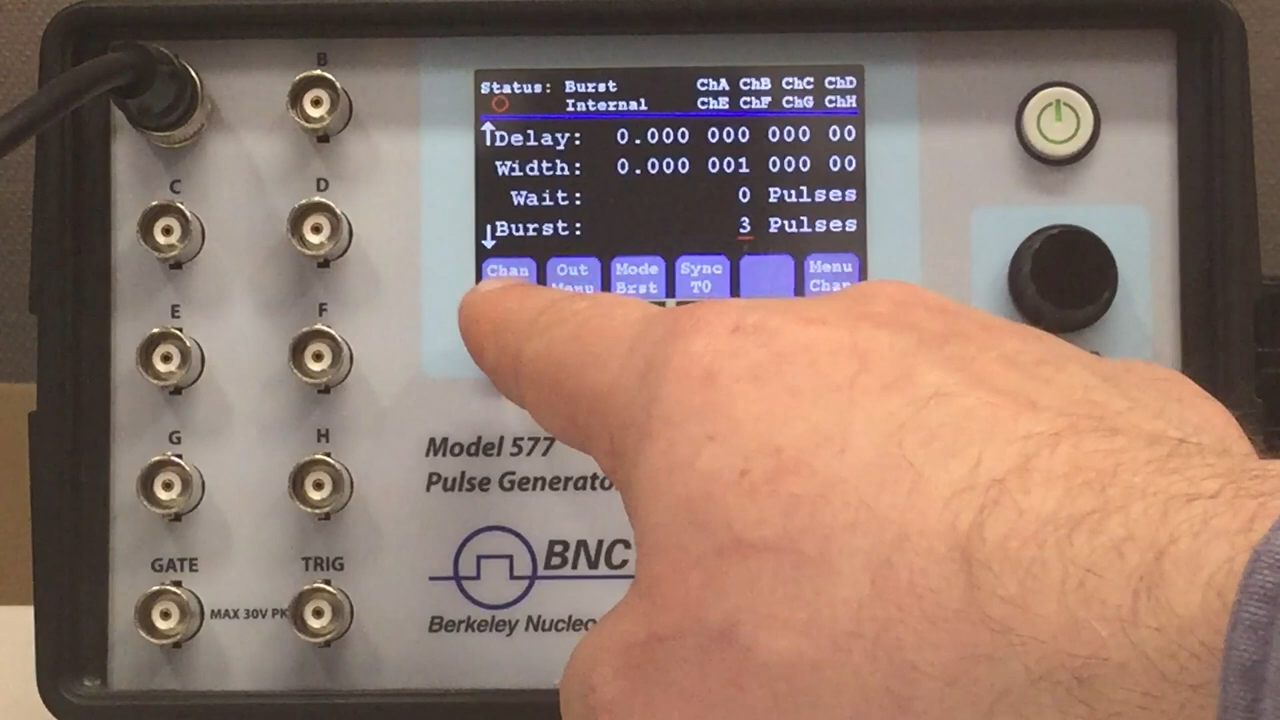 B
C D
E F
G H
GATE TRIG
MAX 30V PK
Status: Burst ChA ChB ChC ChD
Internal ChE ChF ChG ChH
Delay: 0.000 000 000 00
Width: 0.000 001 000 00
Wait: 0 Pulses
Burst: 3 Pulses
Chan Out Mode Sync Menu
Menu Brst T0 Chan
Model 577
Pulse Generato
BNC
Berkeley Nucleo